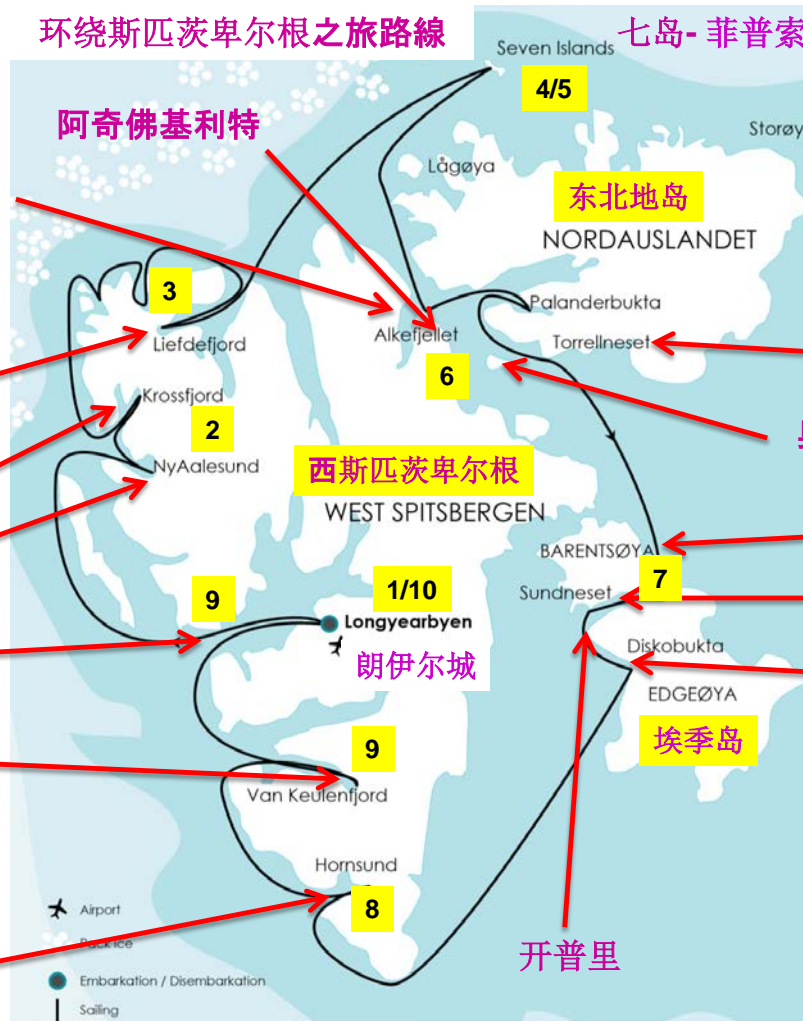 环绕斯匹茨卑尔根之旅路線
七岛- 菲普索
Seven Islands
4/5
阿奇佛基利特
Storøy
Lågøya
东北地岛
NORDAUSLANDET
3
Palanderbukta
Liefdefjord
Alkefjellet
Torrellneset
6
Krossfjord
2
NyAalesund
西斯匹茨卑尔根
WEST SPITSBERGEN
BARENTSØYA
7
Sundneset
9
1/10
Longyearbyen
朗伊尔城
Diskobukta
EDGEØYA
埃季岛
9
Van Keulenfjord
Hornsund
8
开普里
Airport
Pack ice
Embarkation / Disembarkation
Sailing